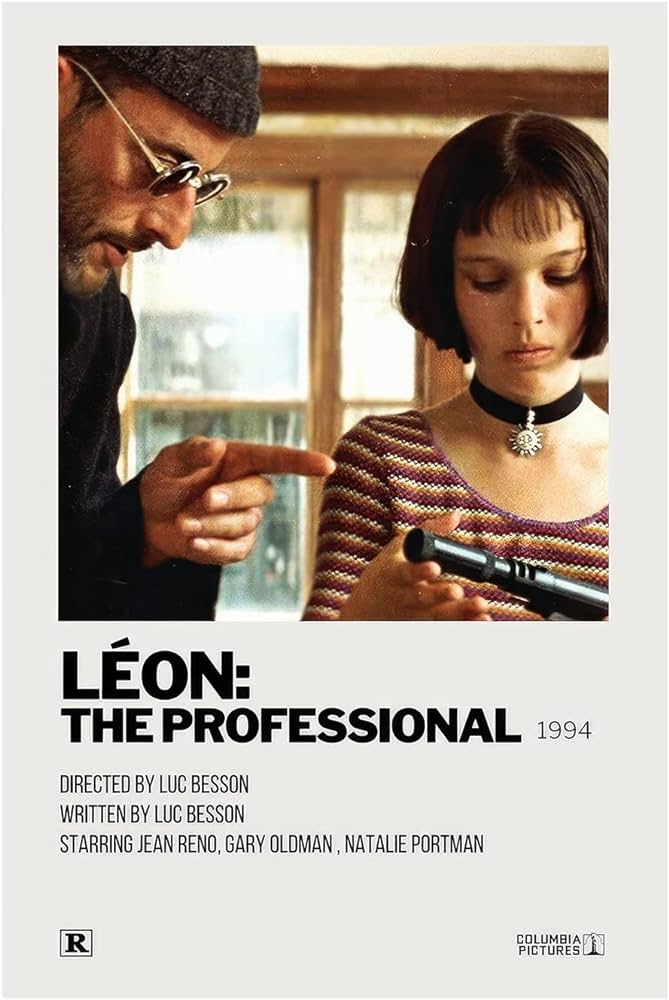 LÉON:
THE PROFESSIONAL 1994
DIRECTED BY LUC BESSON
WRITTEN BY LUC BESSON
STARRING JEAN RENO, GARY OLDMAN , NATALIE PORTMAN
R
COLUMBIA
PICTURES